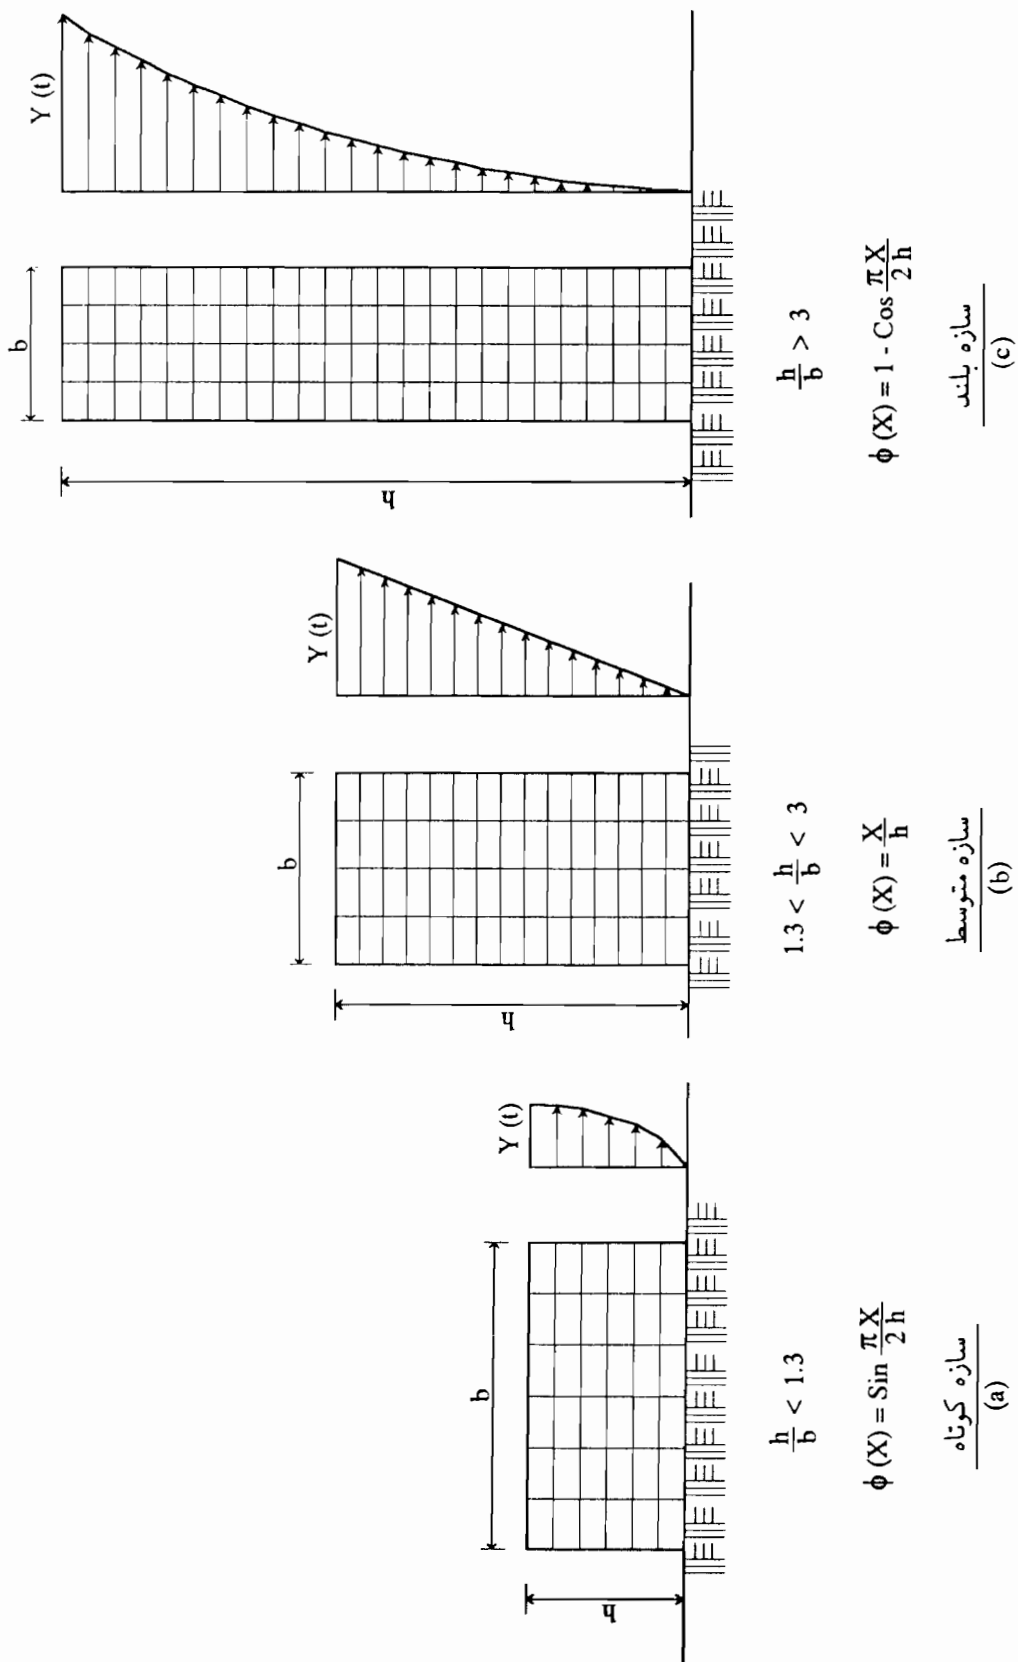 b
h
Y (t)
h/b < 1.3
ϕ (X) = Sin πX/2h
سازه کوتاه
(a)
b
h
Y (t)
1.3 < h/b < 3
ϕ (X) = X/h
سازه متوسط
(b)
b
h
Y (t)
h/b > 3
ϕ (X) = 1 - Cos πX/2h
سازه بلند
(c)